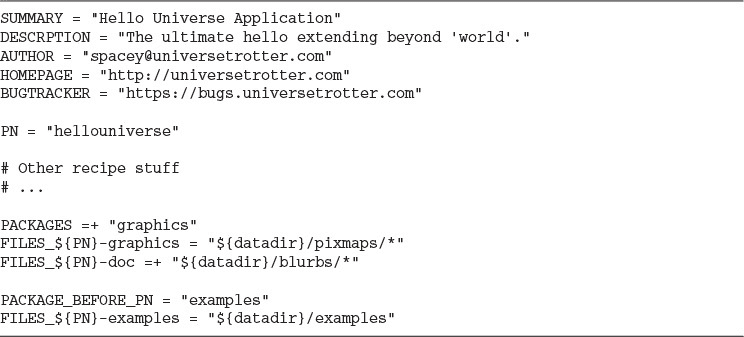 SUMMARY = "Hello Universe Application"
DESCRPTION = "The ultimate hello extending beyond 'world'."
AUTHOR = "spacey@universetrotter.com"
HOMEPAGE = "http://universetrotter.com"
BUGTRACKER = "https://bugs.universetrotter.com"

PN = "hellouniverse"

# Other recipe stuff
# ...

PACKAGES =+ "graphics"
FILES_${PN}-graphics = "${datadir}/pixmaps/*"
FILES_${PN}-doc =+ "${datadir}/blurbs/*"

PACKAGE_BEFORE_PN = "examples"
FILES_${PN}-examples = "${datadir}/examples"